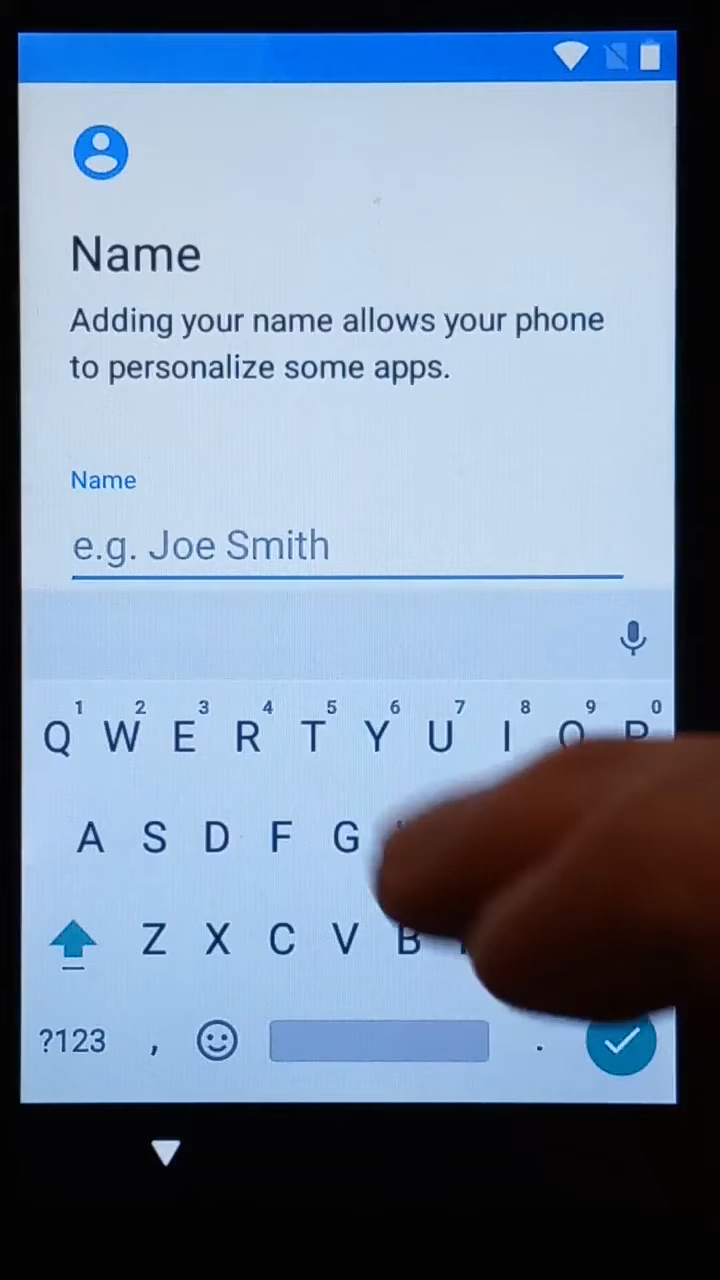 Name
Adding your name allows your phone
to personalize some apps.
Name
e.g. Joe Smith
1 2 3 4 5 6 7 8 9 0
Q W E R T Y U I O P
A S D F G
Z X C V B
?123 , .